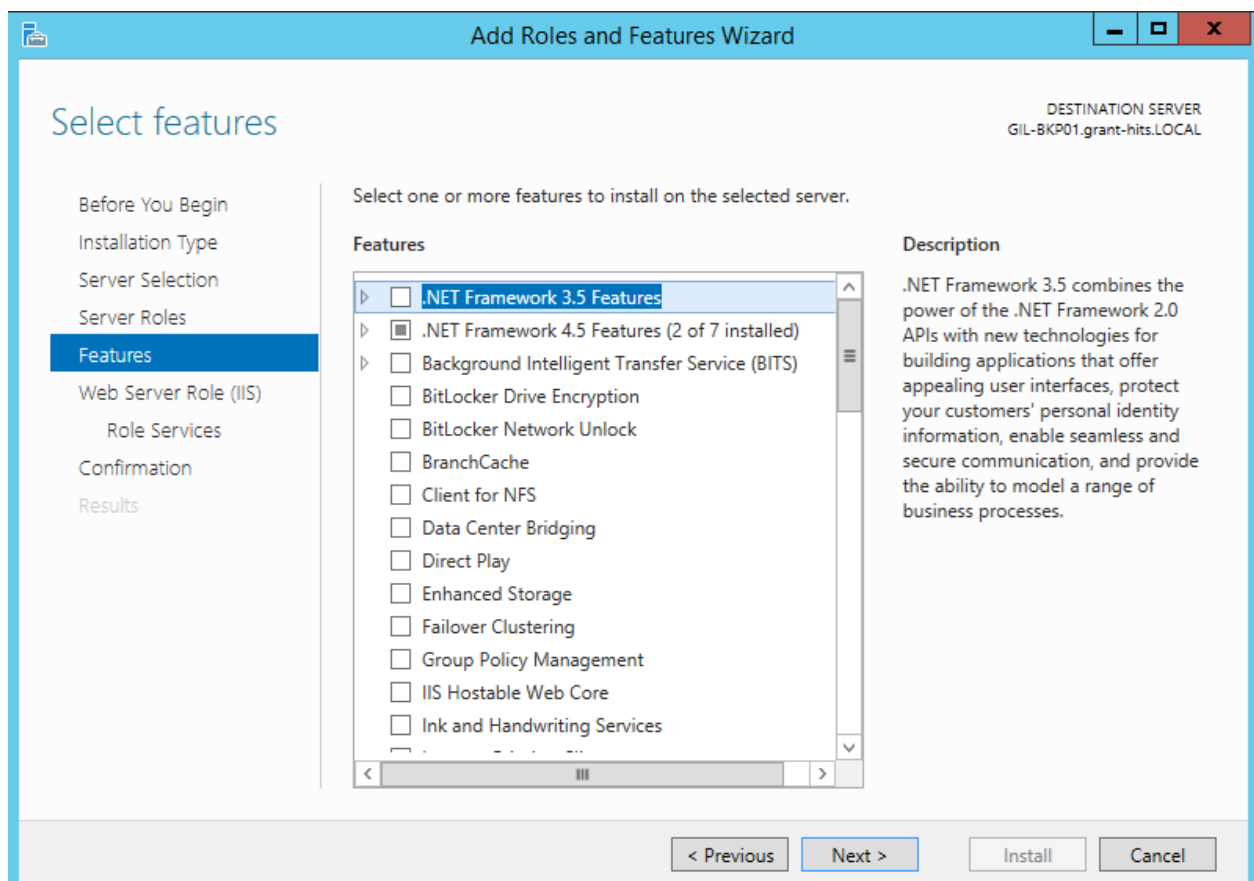 Add Roles and Features Wizard
Select features
DESTINATION SERVER
GIL-BKP01.grant-hits.LOCAL
Before You Begin
Installation Type
Server Selection
Server Roles
Features
Web Server Role (IIS)
Role Services
Confirmation
Results
Select one or more features to install on the selected server.
Features
.NET Framework 3.5 Features
.NET Framework 4.5 Features (2 of 7 installed)
Background Intelligent Transfer Service (BITS)
BitLocker Drive Encryption
BitLocker Network Unlock
BranchCache
Client for NFS
Data Center Bridging
Direct Play
Enhanced Storage
Failover Clustering
Group Policy Management
IIS Hostable Web Core
Ink and Handwriting Services
Description
.NET Framework 3.5 combines the
power of the .NET Framework 2.0
APIs with new technologies for
building applications that offer
appealing user interfaces, protect
your customers' personal identity
information, enable seamless and
secure communication, and provide
the ability to model a range of
business processes.
< Previous
Next >
Install
Cancel